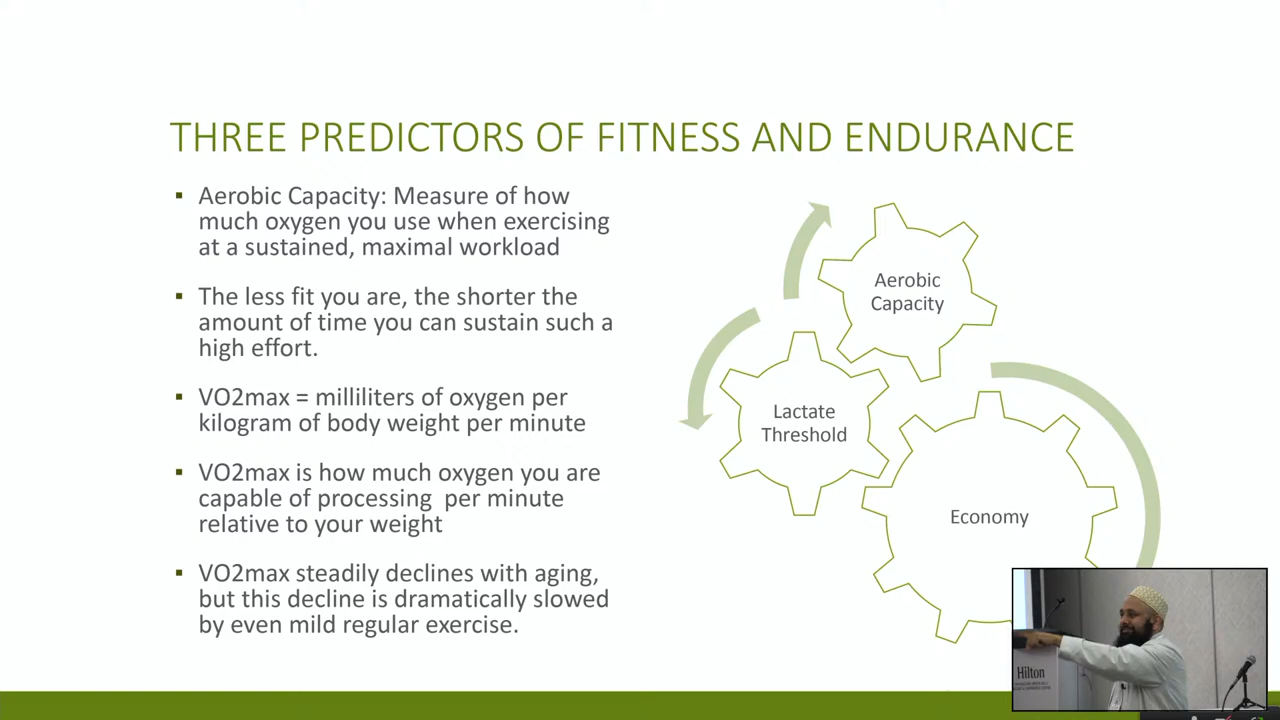 THREE PREDICTORS OF FITNESS AND ENDURANCE
▪ Aerobic Capacity: Measure of how
much oxygen you use when exercising
at a sustained, maximal workload
▪ The less fit you are, the shorter the
amount of time you can sustain such a
high effort.
▪ VO2max = milliliters of oxygen per
kilogram of body weight per minute
▪ VO2max is how much oxygen you are
capable of processing per minute
relative to your weight
▪ VO2max steadily declines with aging,
but this decline is dramatically slowed
by even mild regular exercise.
Aerobic
Capacity
Lactate
Threshold
Economy
Hilton